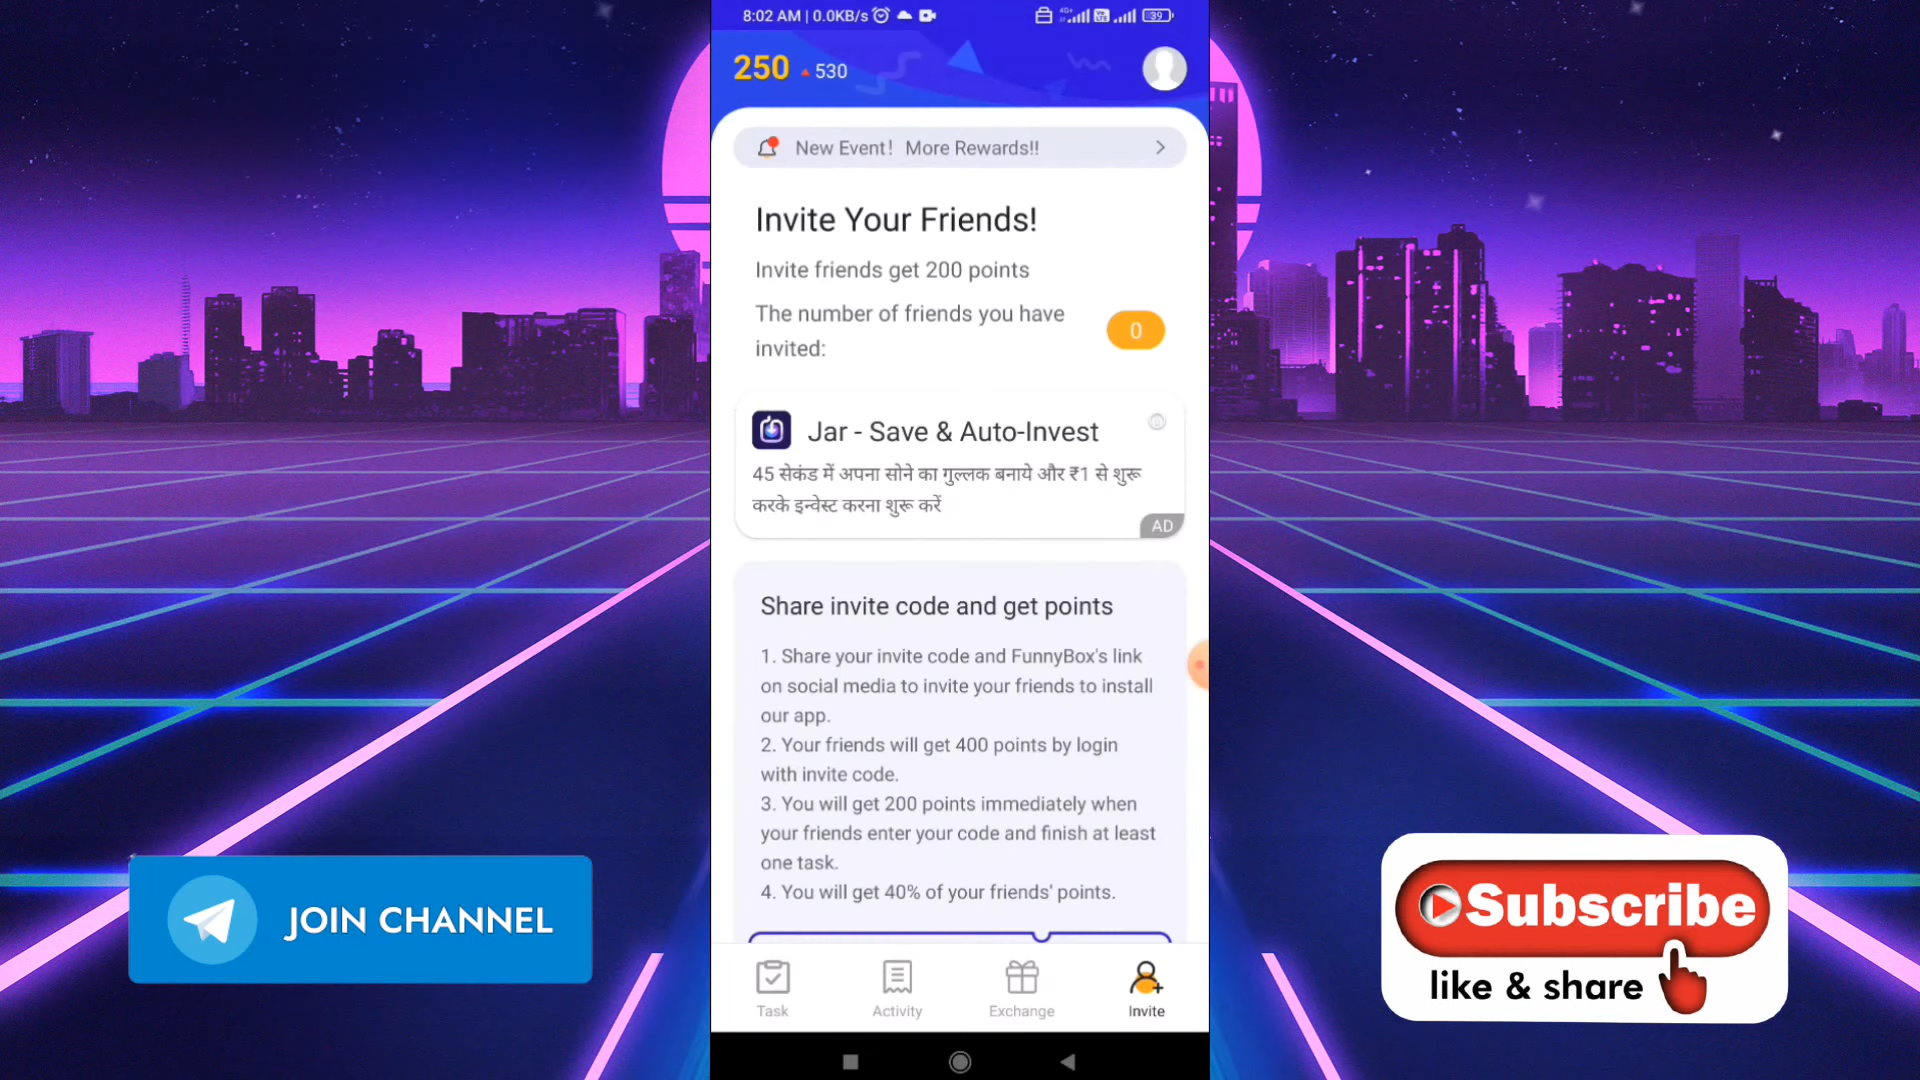 8:02 AM | 0.0KB/s
39
250 530
New Event! More Rewards!!
Invite Your Friends!
Invite friends get 200 points
The number of friends you have
invited:
0
Jar - Save & Auto-Invest
45 सेकंड में अपना सोने का गुल्लक बनाये और ₹1 से शुरू
करके इन्वेस्ट करना शुरू करें
AD
Share invite code and get points
1. Share your invite code and FunnyBox's link
on social media to invite your friends to install
our app.
2. Your friends will get 400 points by login
with invite code.
3. You will get 200 points immediately when
your friends enter your code and finish at least
one task.
4. You will get 40% of your friends' points.
Task
Activity
Exchange
Invite
JOIN CHANNEL
Subscribe
like & share